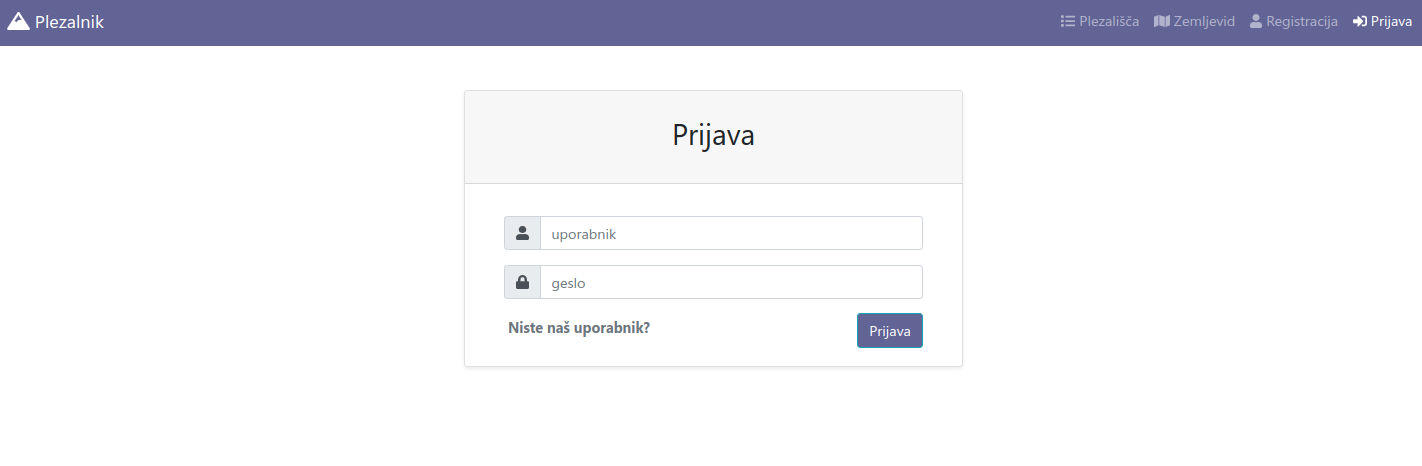 Plezalnik
Plezališča Zemljevid Registracija Prijava
Prijava
uporabnik
geslo
Niste naš uporabnik?
Prijava